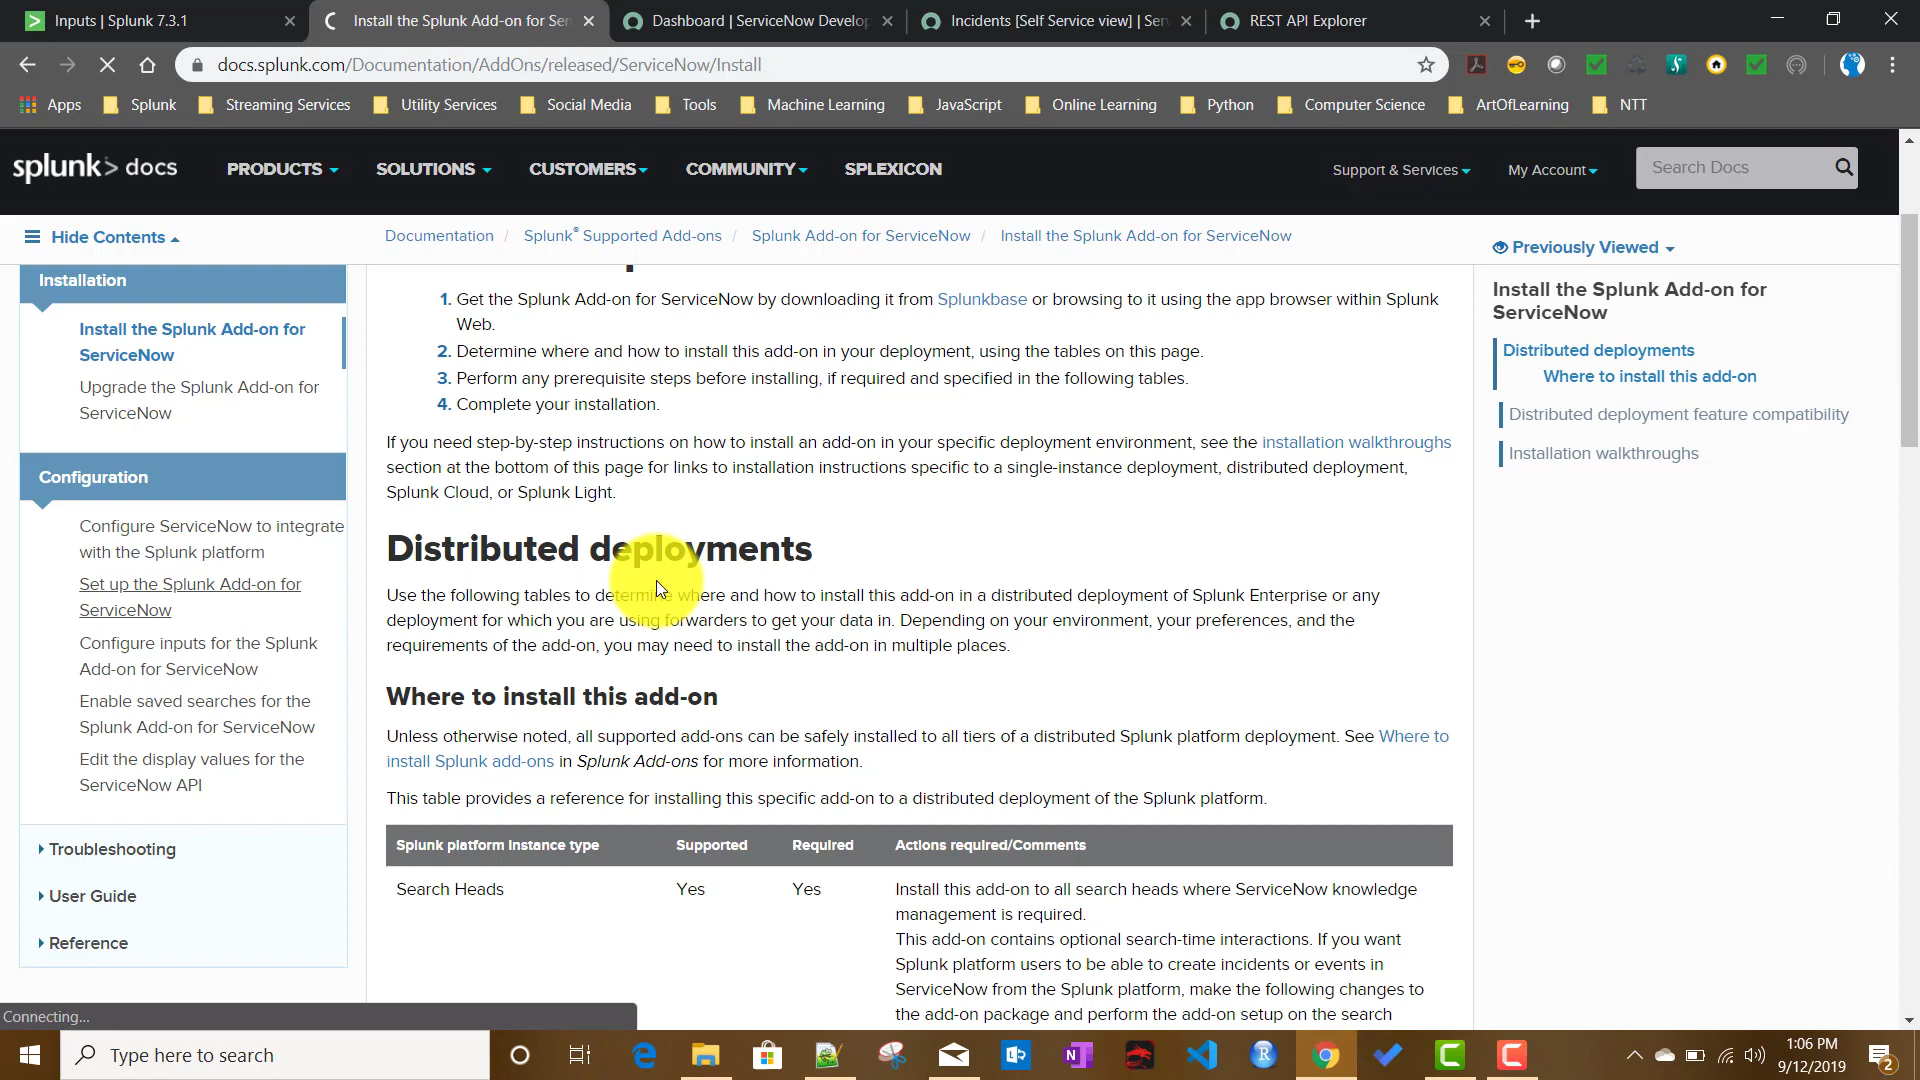 Inputs | Splunk 7.3.1
Install the Splunk Add-on for Ser
Dashboard | ServiceNow Develop
Incidents [Self Service view] | Ser
REST API Explorer
docs.splunk.com/Documentation/AddOns/released/ServiceNow/Install
Apps Splunk Streaming Services Utility Services Social Media Tools Machine Learning JavaScript Online Learning Python Computer Science ArtOfLearning NTT
splunk> docs PRODUCTS SOLUTIONS CUSTOMERS COMMUNITY SPLEXICON Support & Services My Account Search Docs
Hide Contents
Documentation / Splunk® Supported Add-ons / Splunk Add-on for ServiceNow / Install the Splunk Add-on for ServiceNow
Previously Viewed
Installation
Install the Splunk Add-on for
ServiceNow
Upgrade the Splunk Add-on for
ServiceNow
Configuration
Configure ServiceNow to integrate
with the Splunk platform
Set up the Splunk Add-on for
ServiceNow
Configure inputs for the Splunk
Add-on for ServiceNow
Enable saved searches for the
Splunk Add-on for ServiceNow
Edit the display values for the
ServiceNow API
Troubleshooting
User Guide
Reference
1. Get the Splunk Add-on for ServiceNow by downloading it from Splunkbase or browsing to it using the app browser within Splunk
Web.
2. Determine where and how to install this add-on in your deployment, using the tables on this page.
3. Perform any prerequisite steps before installing, if required and specified in the following tables.
4. Complete your installation.
If you need step-by-step instructions on how to install an add-on in your specific deployment environment, see the installation walkthroughs
section at the bottom of this page for links to installation instructions specific to a single-instance deployment, distributed deployment,
Splunk Cloud, or Splunk Light.
Distributed deployments
Use the following tables to determine where and how to install this add-on in a distributed deployment of Splunk Enterprise or any
deployment for which you are using forwarders to get your data in. Depending on your environment, your preferences, and the
requirements of the add-on, you may need to install the add-on in multiple places.
Where to install this add-on
Unless otherwise noted, all supported add-ons can be safely installed to all tiers of a distributed Splunk platform deployment. See Where to
install Splunk add-ons in Splunk Add-ons for more information.
This table provides a reference for installing this specific add-on to a distributed deployment of the Splunk platform.
Splunk platform instance type Supported Required Actions required/Comments
Search Heads Yes Yes Install this add-on to all search heads where ServiceNow knowledge
management is required.
This add-on contains optional search-time interactions. If you want
Splunk platform users to be able to create incidents or events in
ServiceNow from the Splunk platform, make the following changes to
the add-on package and perform the add-on setup on the search
Install the Splunk Add-on for
ServiceNow
Distributed deployments
Where to install this add-on
Distributed deployment feature compatibility
Installation walkthroughs
Connecting...
Type here to search
1:06 PM
9/12/2019
2